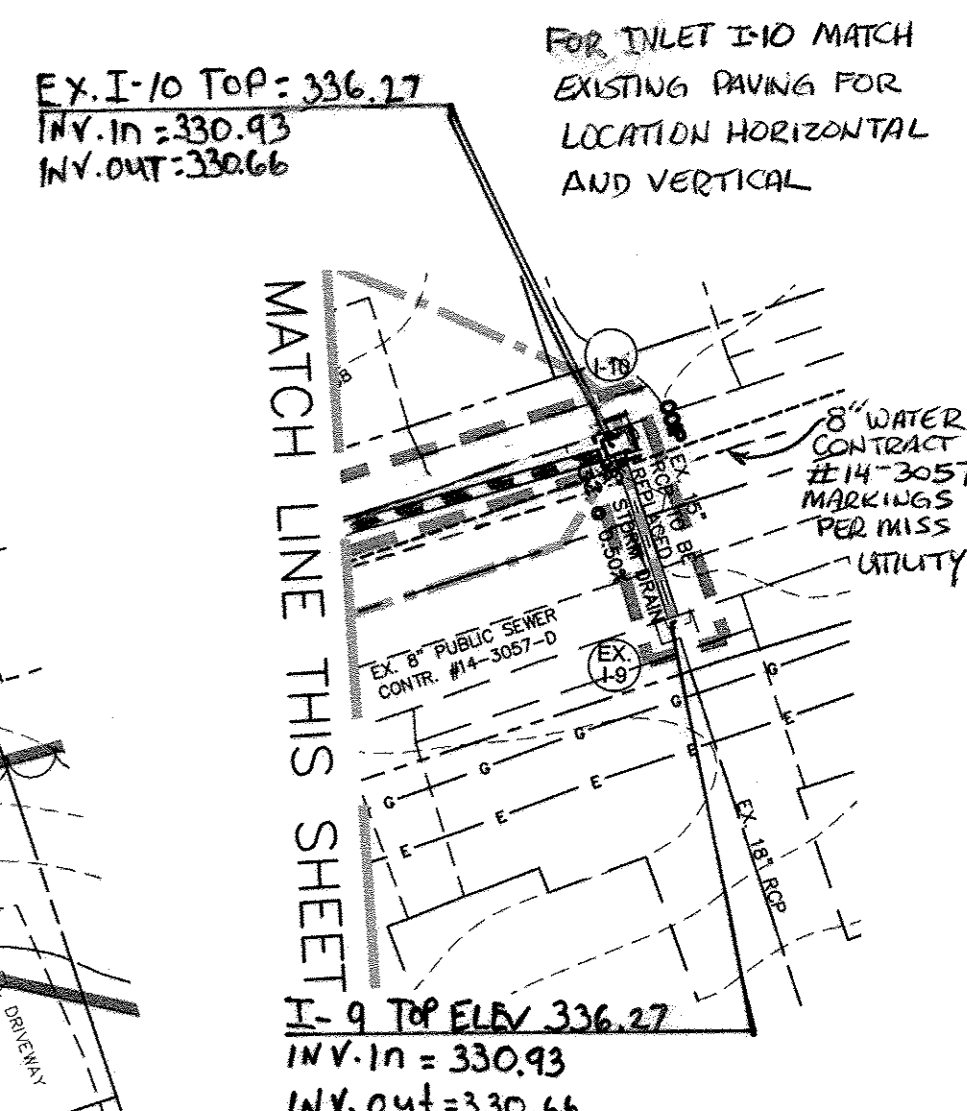 FOR INLET I-10 MATCH
EXISTING PAVING FOR
LOCATION HORIZONTAL
AND VERTICAL
EX. I-10 TOP = 336.27
INV. In = 330.93
INV. OUT = 330.66
MATCH LINE THIS SHEET
I-10
8" WATER
CONTRACT
#14-3057
MARKINGS
PER MISS
UTILITY
EX. 15"
RCP TO BE
REPLACED
STORM DRAIN
EX. 8" PUBLIC SEWER
CONTR. #14-3057-D
EX.
I-9
G
G
G
G
G
E
E
E
E
E
EX. 18" RCP
DRIVEWAY
I-9 TOP ELEV 336.27
INV. In = 330.93
INV. out = 330.66